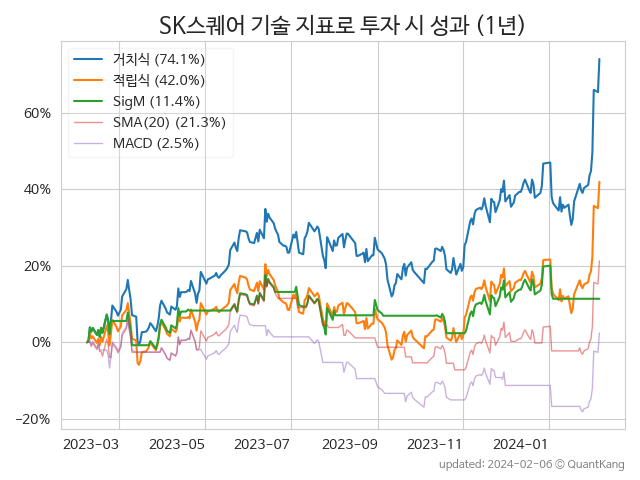 SK스퀘어 기술 지표로 투자 시 성과 (1년)
거치식 (74.1%)
적립식 (42.0%)
SigM (11.4%)
SMA(20) (21.3%)
MACD (2.5%)
60%
40%
20%
0%
−20%
2023-03 2023-05 2023-07 2023-09 2023-11 2024-01
updated: 2024-02-06 © QuantKang